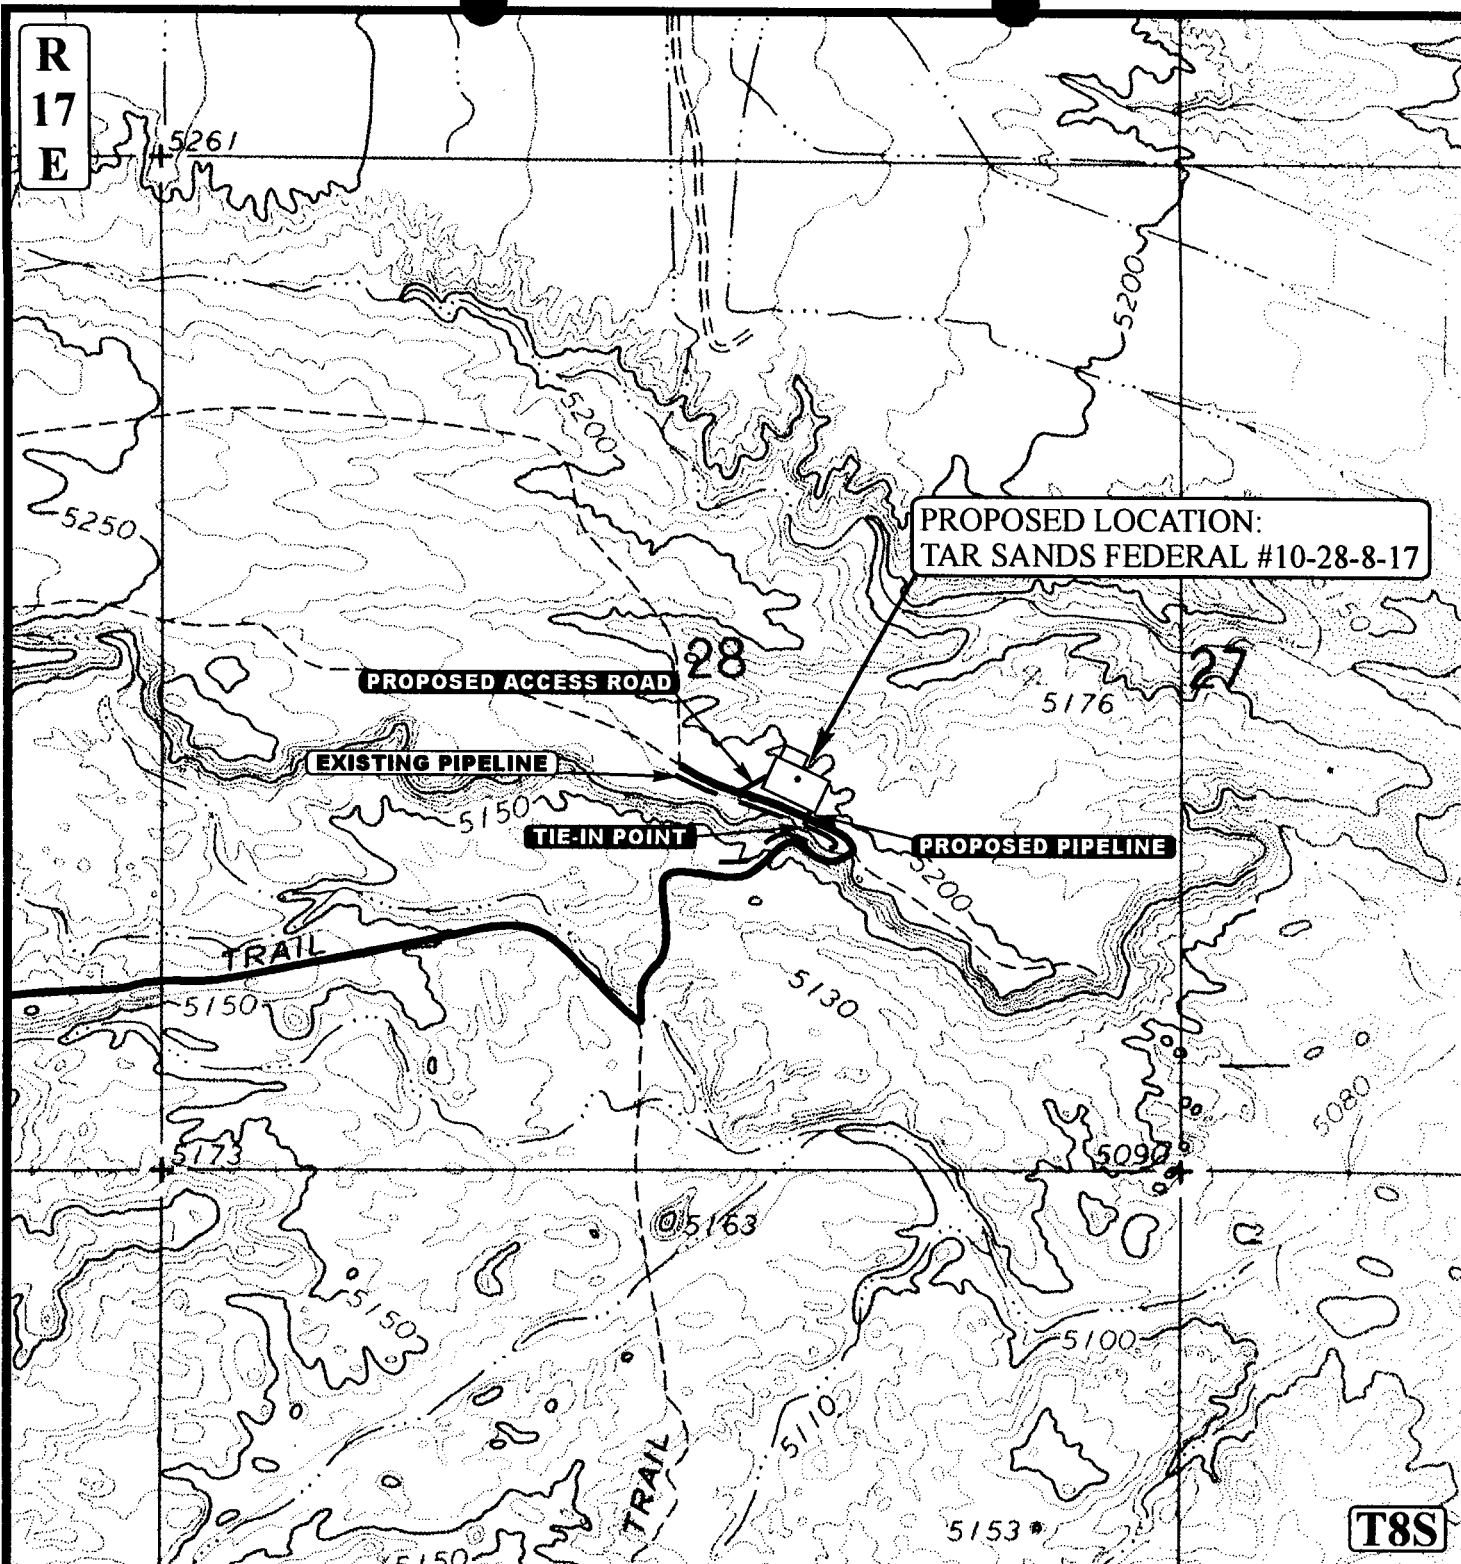 R
17
E
5261
5200
5200
5250
PROPOSED LOCATION:
TAR SANDS FEDERAL #10-28-8-17
28
27
PROPOSED ACCESS ROAD
5176
EXISTING PIPELINE
5150
TIE-IN POINT
PROPOSED PIPELINE
5200
TRAIL
5130
5150
5080
5173
5090
5163
5150
5100
5110
TRAIL
5153
5150
T8S